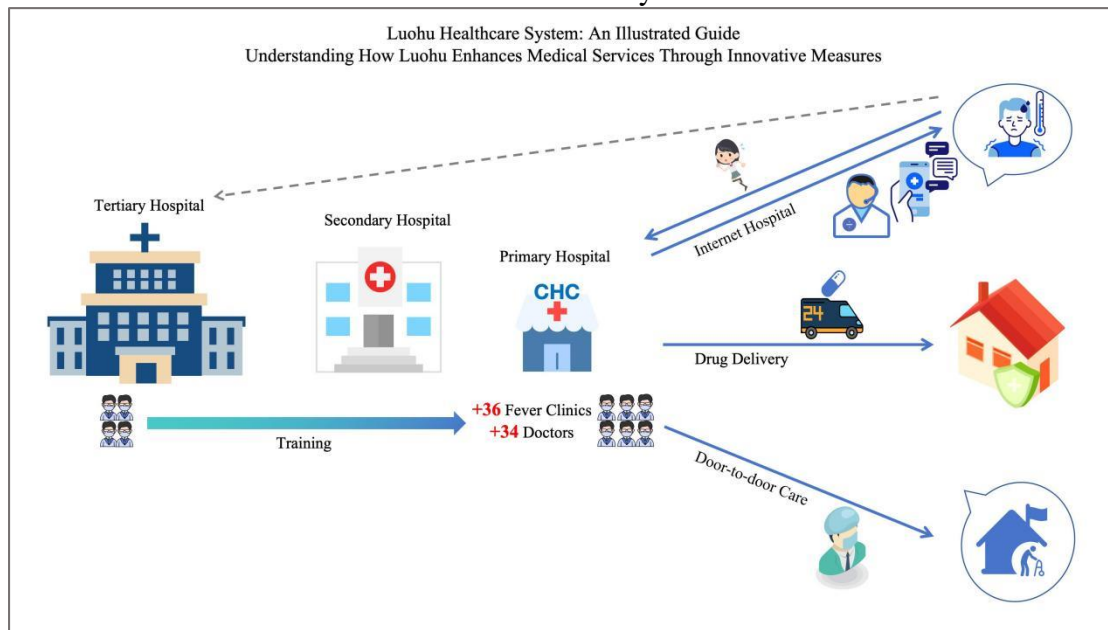 Luohu Healthcare System: An Illustrated Guide
Understanding How Luohu Enhances Medical Services Through Innovative Measures
Tertiary Hospital
Secondary Hospital
Primary Hospital
CHC
Internet Hospital
24
Drug Delivery
+36 Fever Clinics
+34 Doctors
Training
Door-to-door Care